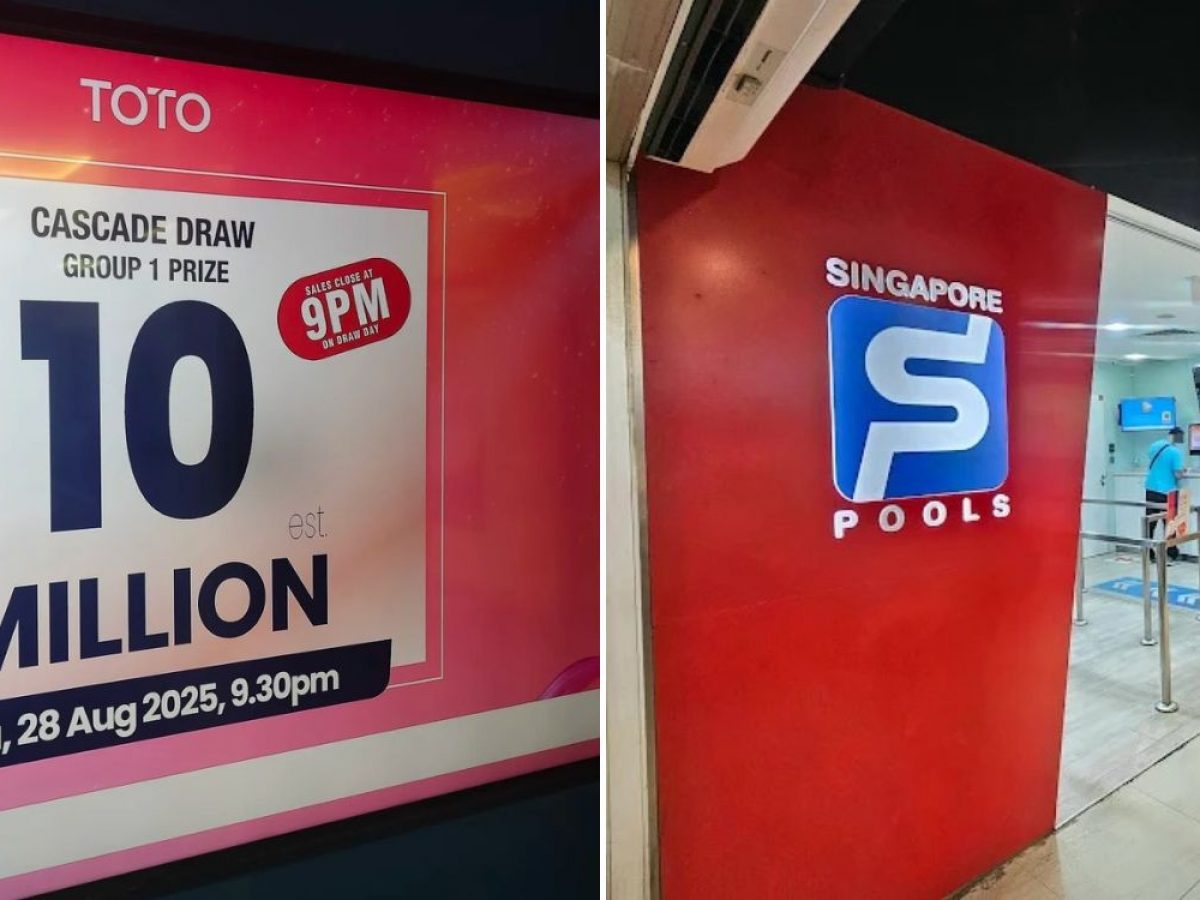 TOTO
CASCADE DRAW
GROUP 1 PRIZE
10
SALES CLOSE AT
9PM
ON DRAW DAY
est.
MILLION
, 28 Aug 2025, 9.30pm
SINGAPORE
SP
POOLS